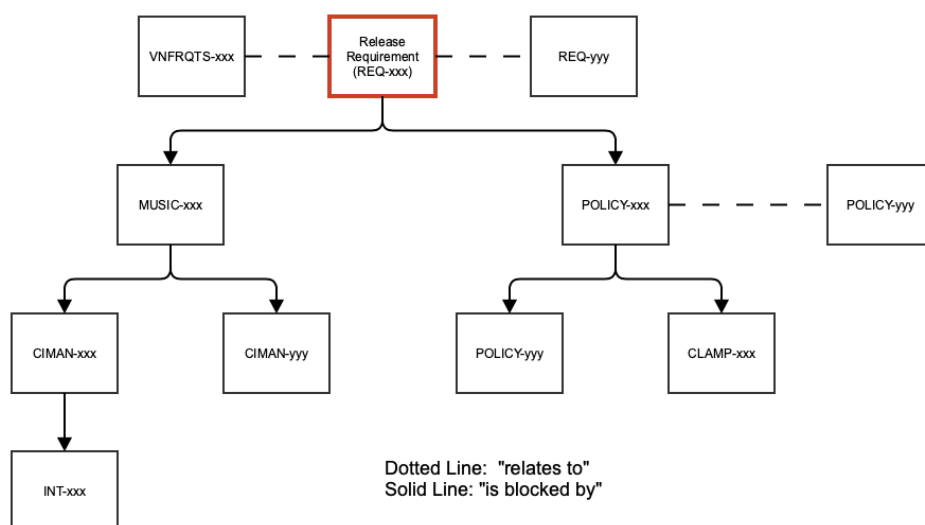 VNFRQTS-xxx
Release
Requirement
(REQ-xxx)
REQ-yyy
MUSIC-xxx
POLICY-xxx
POLICY-yyy
CIMAN-xxx
CIMAN-yyy
POLICY-yyy
CLAMP-xxx
INT-xxx
Dotted Line:  "relates to"
Solid Line: "is blocked by"